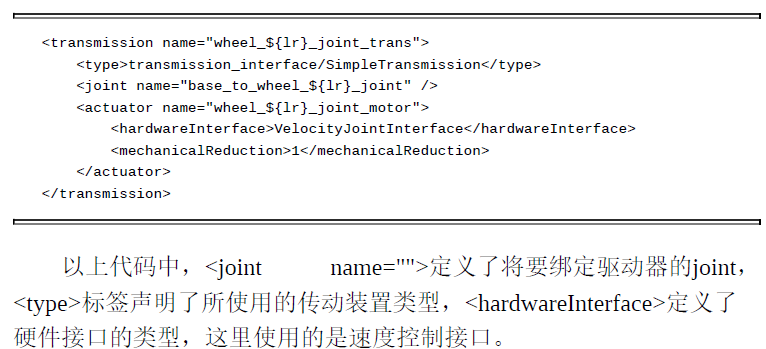 <transmission name="wheel_${lr}_joint_trans">
    <type>transmission_interface/SimpleTransmission</type>
    <joint name="base_to_wheel_${lr}_joint" />
    <actuator name="wheel_${lr}_joint_motor">
        <hardwareInterface>VelocityJointInterface</hardwareInterface>
        <mechanicalReduction>1</mechanicalReduction>
    </actuator>
</transmission>
以上代码中，<joint name="">定义了将要绑定驱动器的joint，
<type>标签声明了所使用的传动装置类型，<hardwareInterface>定义了
硬件接口的类型，这里使用的是速度控制接口。